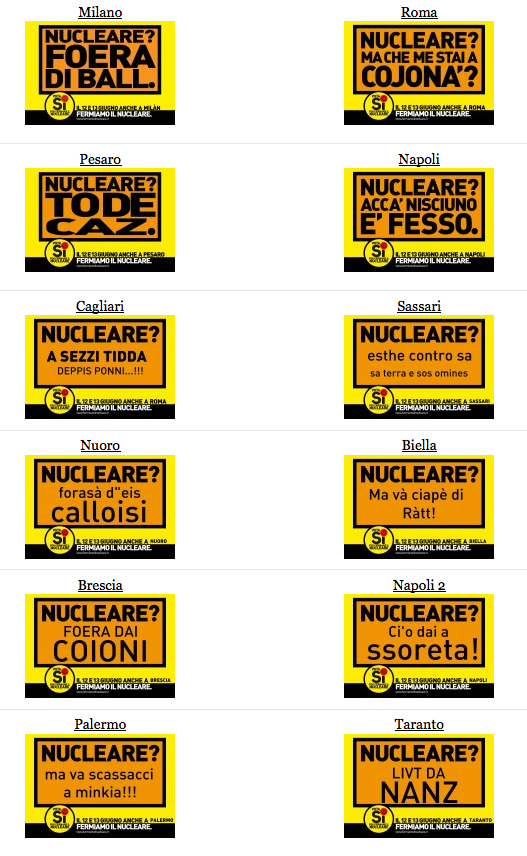 Milano
NUCLEARE?
FOERA
DI BALL.
SÌ
IL 12 E 13 GIUGNO ANCHE A MILÀN
FERMIAMO IL NUCLEARE.
Roma
NUCLEARE?
MA CHE ME STAI A
COJONA'?
SÌ
IL 12 E 13 GIUGNO ANCHE A ROMA
FERMIAMO IL NUCLEARE.
Pesaro
NUCLEARE?
TO DE
CAZ.
SÌ
IL 12 E 13 GIUGNO ANCHE A PESARO
FERMIAMO IL NUCLEARE.
Napoli
NUCLEARE?
ACCA' NISCIUNO
E' FESSO.
SÌ
IL 12 E 13 GIUGNO ANCHE A NAPOLI
FERMIAMO IL NUCLEARE.
Cagliari
NUCLEARE?
A SEZZI TIDDA
DEPPIS PONNI...!!!
SÌ
IL 12 E 13 GIUGNO ANCHE A ROMA
FERMIAMO IL NUCLEARE.
Sassari
NUCLEARE?
esthe contro sa
sa terra e sos omines
SÌ
IL 12 E 13 GIUGNO ANCHE A SASSARI
FERMIAMO IL NUCLEARE.
Nuoro
NUCLEARE?
forasà d"eis
calloisi
SÌ
IL 12 E 13 GIUGNO ANCHE A NUORO
FERMIAMO IL NUCLEARE.
Biella
NUCLEARE?
Ma và ciapè di
Ràtt!
SÌ
IL 12 E 13 GIUGNO ANCHE A BIELLA
FERMIAMO IL NUCLEARE.
Brescia
NUCLEARE?
FOERA DAI
COIONI
SÌ
IL 12 E 13 GIUGNO ANCHE A BRESCIA
FERMIAMO IL NUCLEARE.
Napoli 2
NUCLEARE?
Ci'o dai a
ssoreta!
SÌ
IL 12 E 13 GIUGNO ANCHE A NAPOLI
FERMIAMO IL NUCLEARE.
Palermo
NUCLEARE?
ma va scassacci
a minkia!!!
SÌ
IL 12 E 13 GIUGNO ANCHE A PALERMO
FERMIAMO IL NUCLEARE.
Taranto
NUCLEARE?
LIVT DA
NANZ
SÌ
IL 12 E 13 GIUGNO ANCHE A TARANTO
FERMIAMO IL NUCLEARE.